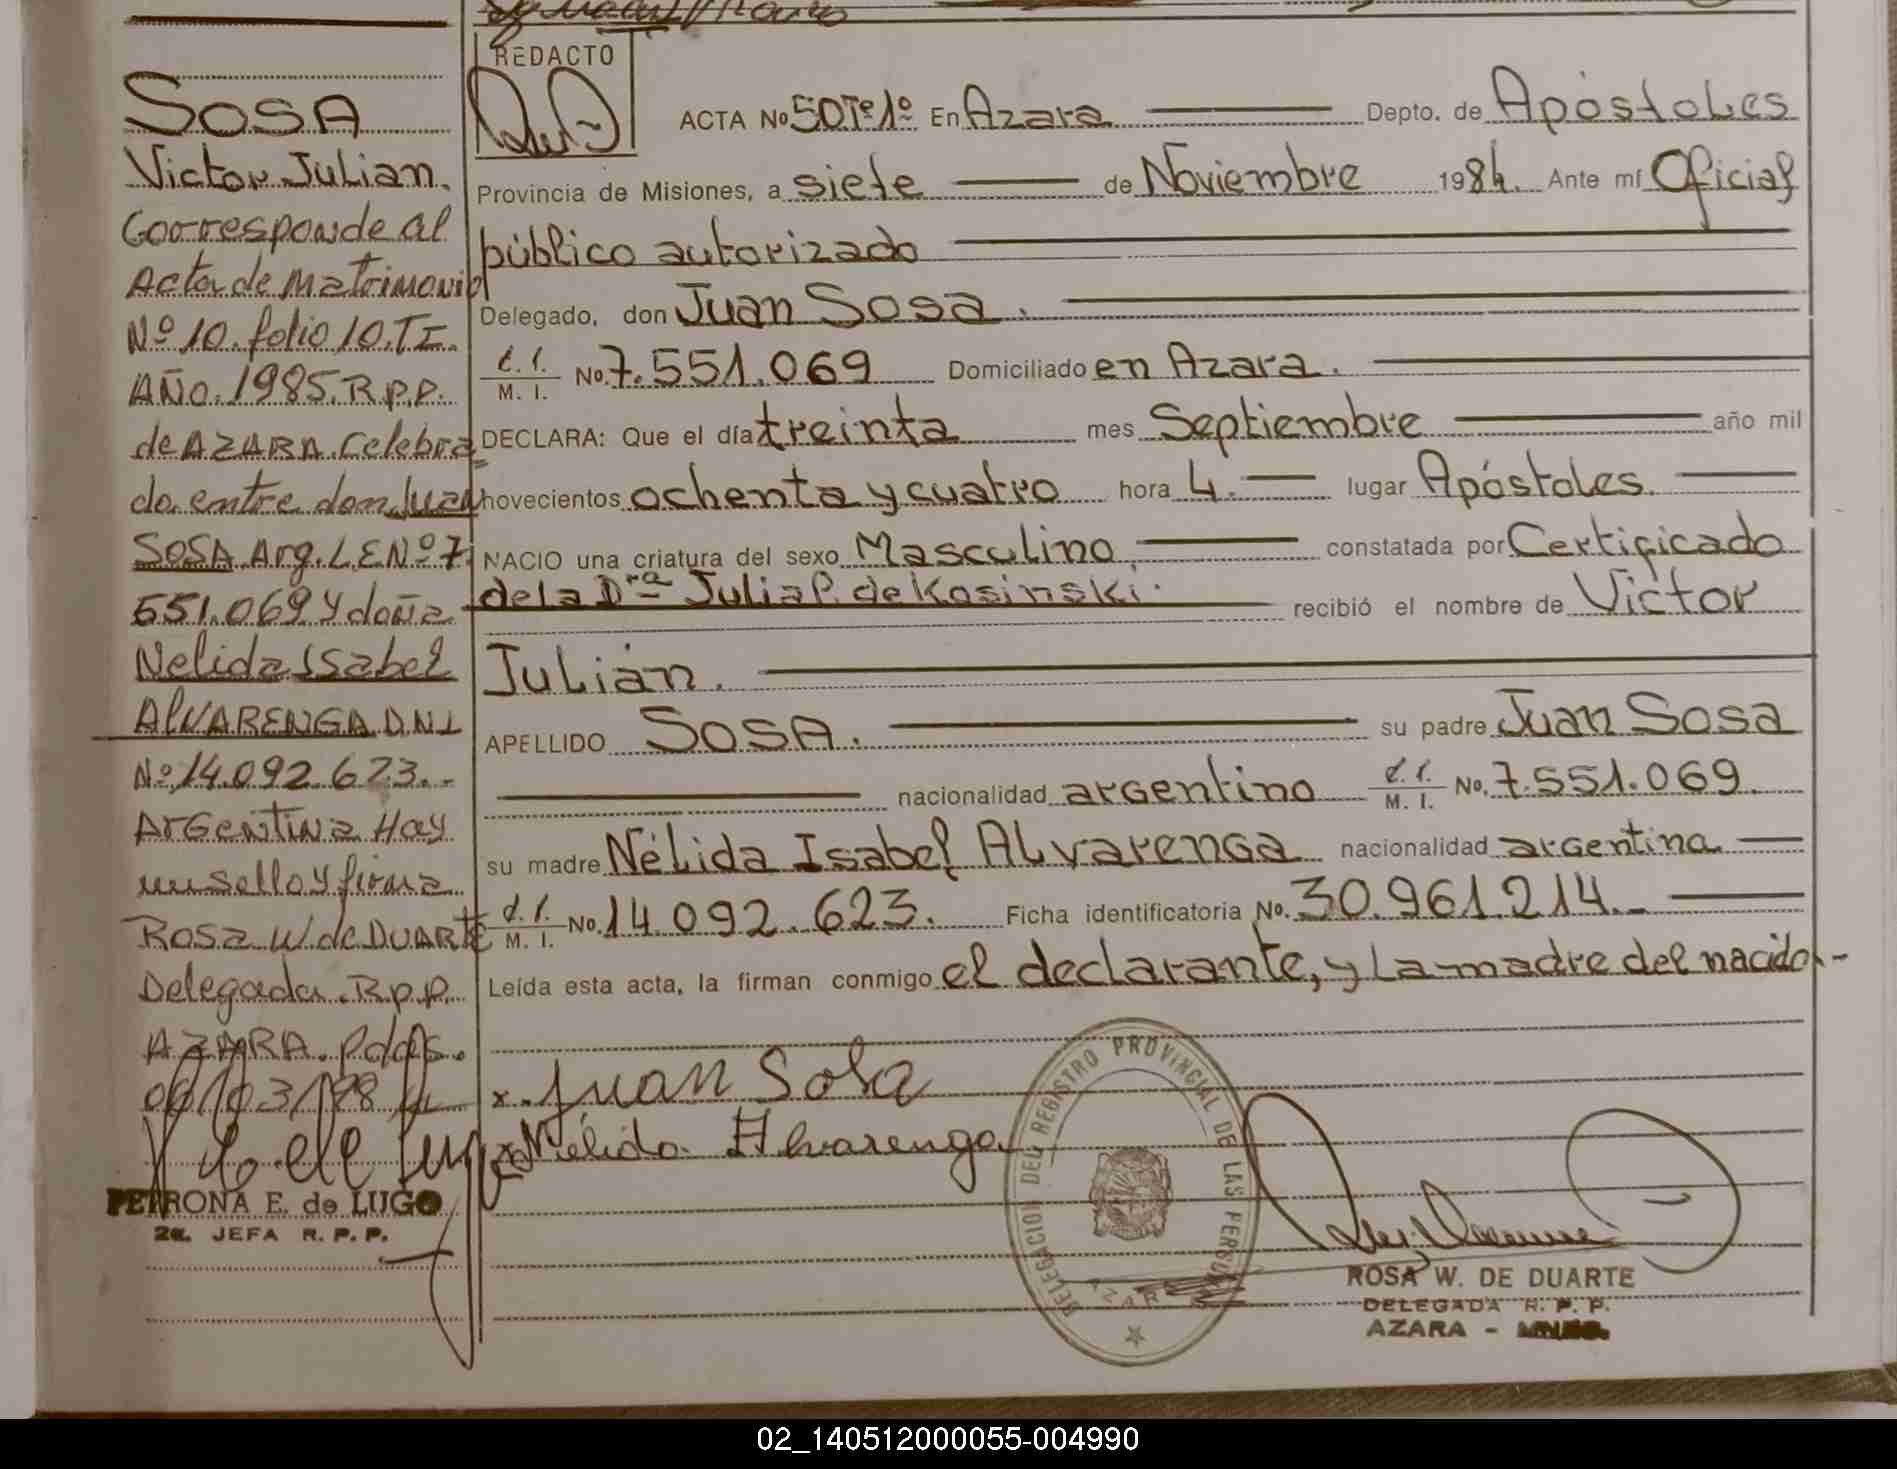 SOSA
Victor Julian.
Corresponde al
Acta de Matrimonio
Nº 10. folio 10. TI.
AÑO. 1985. R.P.P.
de AZARA. Celebra
do entre don Juan
SOSA Arg. L.E Nº 7.
551.069 y doña
Nelida Isabel
ALVARENGA D.N.I
Nº 14.092.623.-
Argentina Hay
un sello y firma
Rosa W. de DUARTE
Delegada. R.p.p.
AZARA. Pdas.
06/03/198
PETRONA E. de LUGO
2a. JEFA R. P. P.
REDACTO
ACTA No 50 Tº 1º En Azara Depto. de Apóstoles
Provincia de Misiones, a siete de Noviembre 1984. Ante mí Oficial
público autorizado
Delegado, don Juan Sosa.
C. I.
M. I. No. 7.551.069 Domiciliado en Azara.
DECLARA: Que el día treinta mes Septiembre año mil
novecientos ochenta y cuatro hora 4. lugar Apóstoles.
NACIO una criatura del sexo Masculino constatada por Certificado
de la Dra Julia P. de Kosinski. recibió el nombre de Victor
Julián.
APELLIDO SOSA. su padre Juan Sosa
nacionalidad argentino C. I.
M. I. No. 7.551.069.
su madre Nélida Isabel Alvarenga nacionalidad argentina.
C. I.
M. I. No. 14.092.623. Ficha identificatoria No. 30.961.214.-
Leída esta acta, la firman conmigo el declarante, y la madre del nacido.-
x. Juan Sosa
x Nélida Alvarenga
DELEGACION DEL REGISTRO PROVINCIAL DE LAS PERSONAS
AZARA
ROSA W. DE DUARTE
DELEGADA R. P. P.
AZARA -
02_140512000055-004990